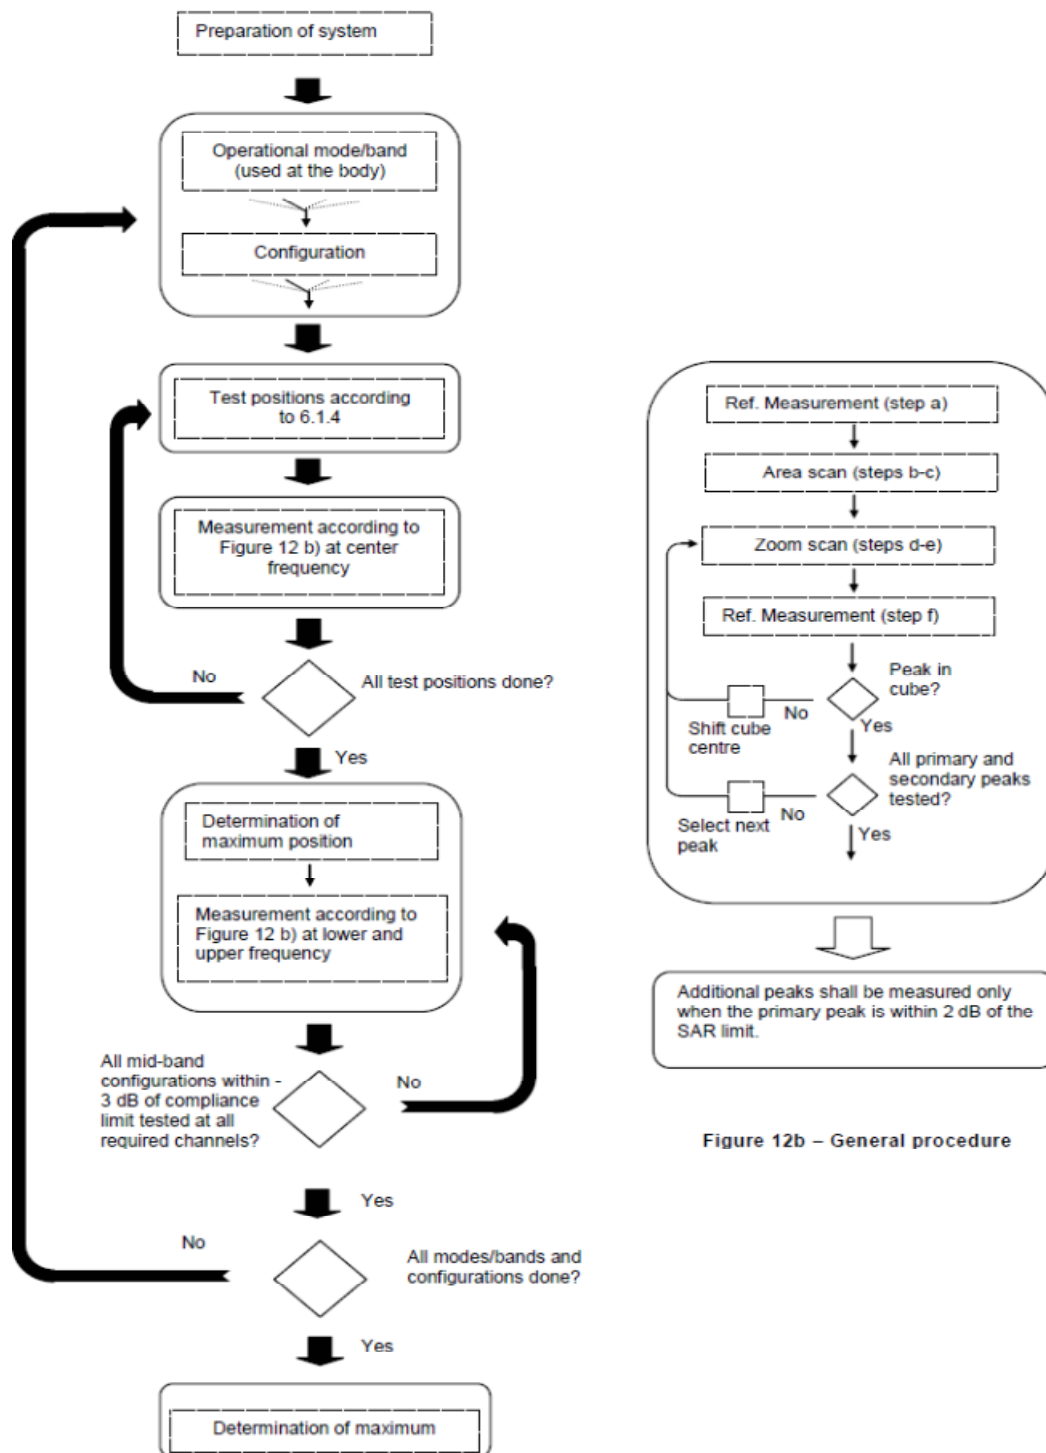 Preparation of system
Operational mode/band
(used at the body)
Configuration
Test positions according
to 6.1.4
Measurement according to
Figure 12 b) at center
frequency
No
All test positions done?
Yes
Determination of
maximum position
Measurement according to
Figure 12 b) at lower and
upper frequency
All mid-band
configurations within -
3 dB of compliance
limit tested at all
required channels?
No
Yes
No
All modes/bands and
configurations done?
Yes
Determination of maximum
Ref. Measurement (step a)
Area scan (steps b-c)
Zoom scan (steps d-e)
Ref. Measurement (step f)
Peak in
cube?
No
Shift cube
centre
Yes
All primary and
secondary peaks
tested?
No
Select next
peak
Yes
Additional peaks shall be measured only
when the primary peak is within 2 dB of the
SAR limit.
Figure 12b – General procedure